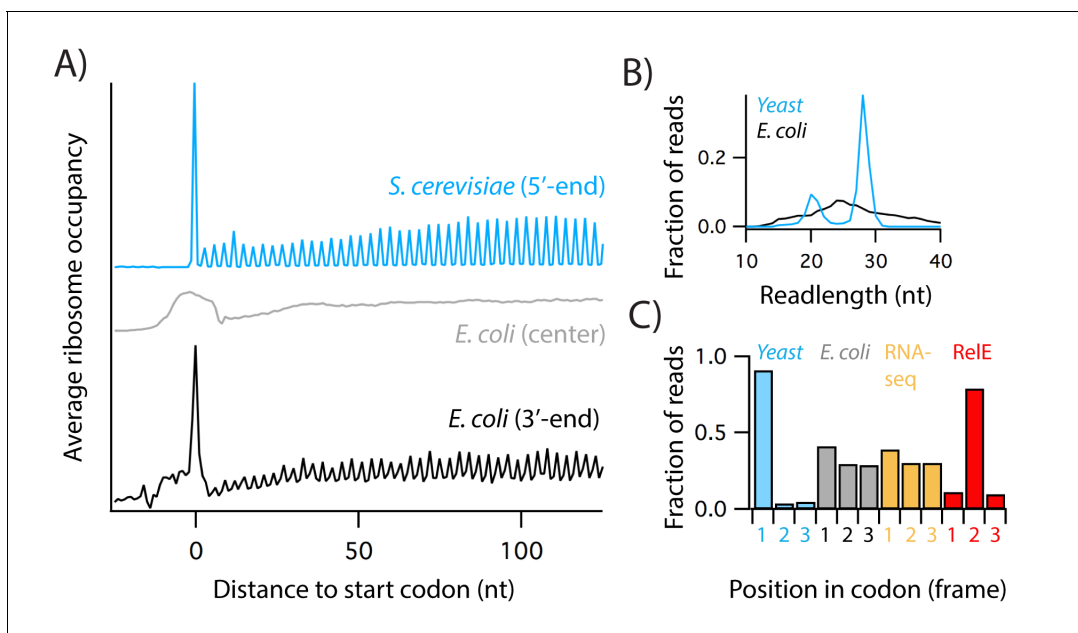 A)
Average ribosome occupancy
S. cerevisiae (5′-end)
E. coli (center)
E. coli (3′-end)
0
50
100
Distance to start codon (nt)
B)
Fraction of reads
Yeast
E. coli
0.2
0.0
10
20
30
40
Readlength (nt)
C)
Fraction of reads
1.0
0.5
0.0
Yeast
E. coli
RNA-
seq
RelE
1 2 3 1 2 3 1 2 3 1 2 3
Position in codon (frame)